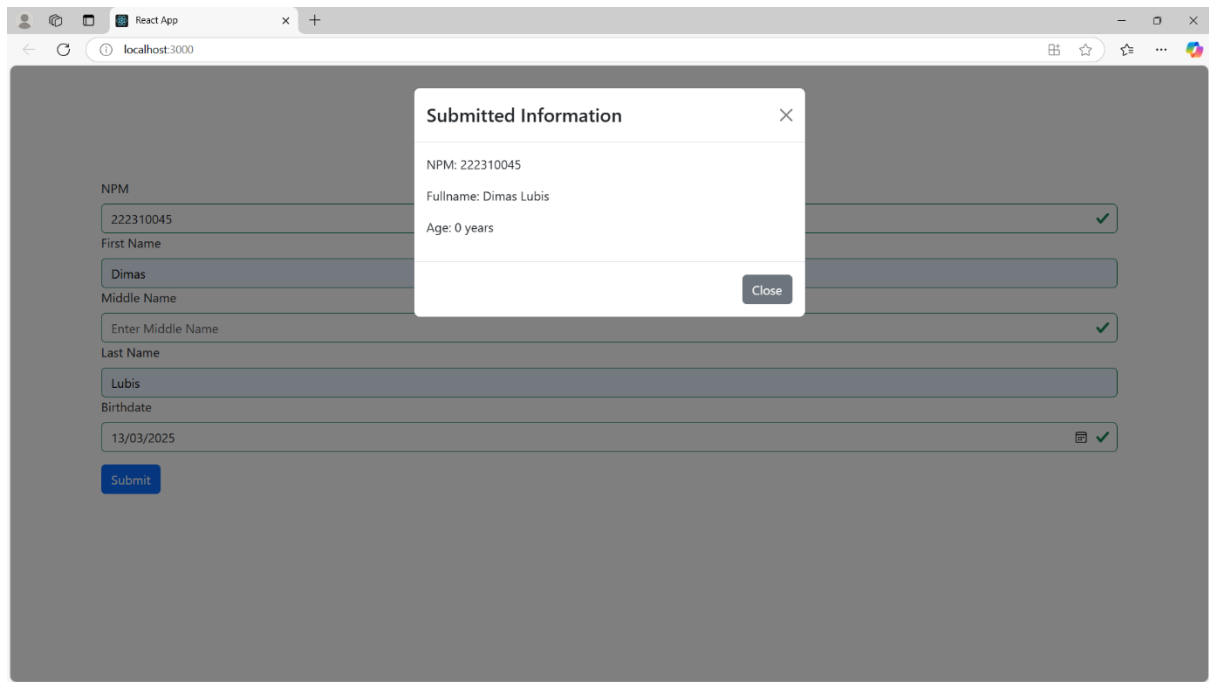 React App
localhost:3000
Submitted Information
NPM: 222310045
Fullname: Dimas Lubis
Age: 0 years
Close
NPM
222310045
First Name
Dimas
Middle Name
Enter Middle Name
Last Name
Lubis
Birthdate
13/03/2025
Submit